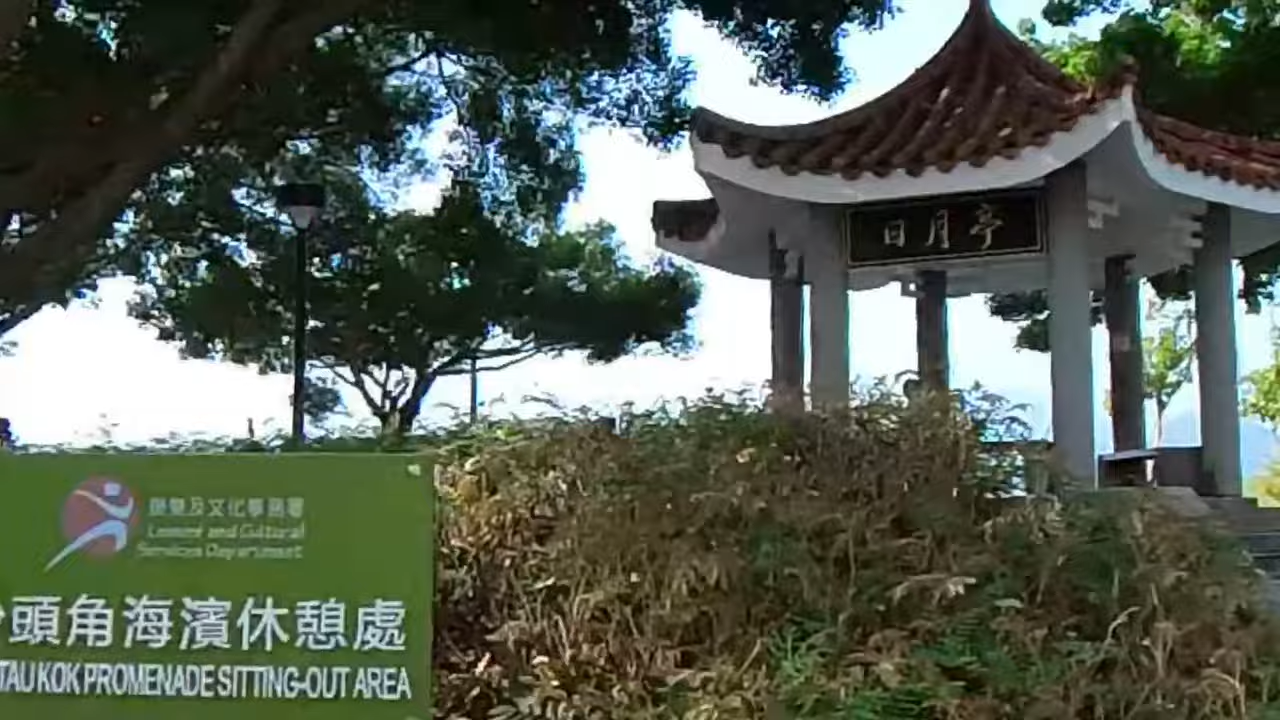 日月亭
康樂及文化事務署
Leisure and Cultural
Services Department
頭角海濱休憩處
TAU KOK PROMENADE SITTING-OUT AREA